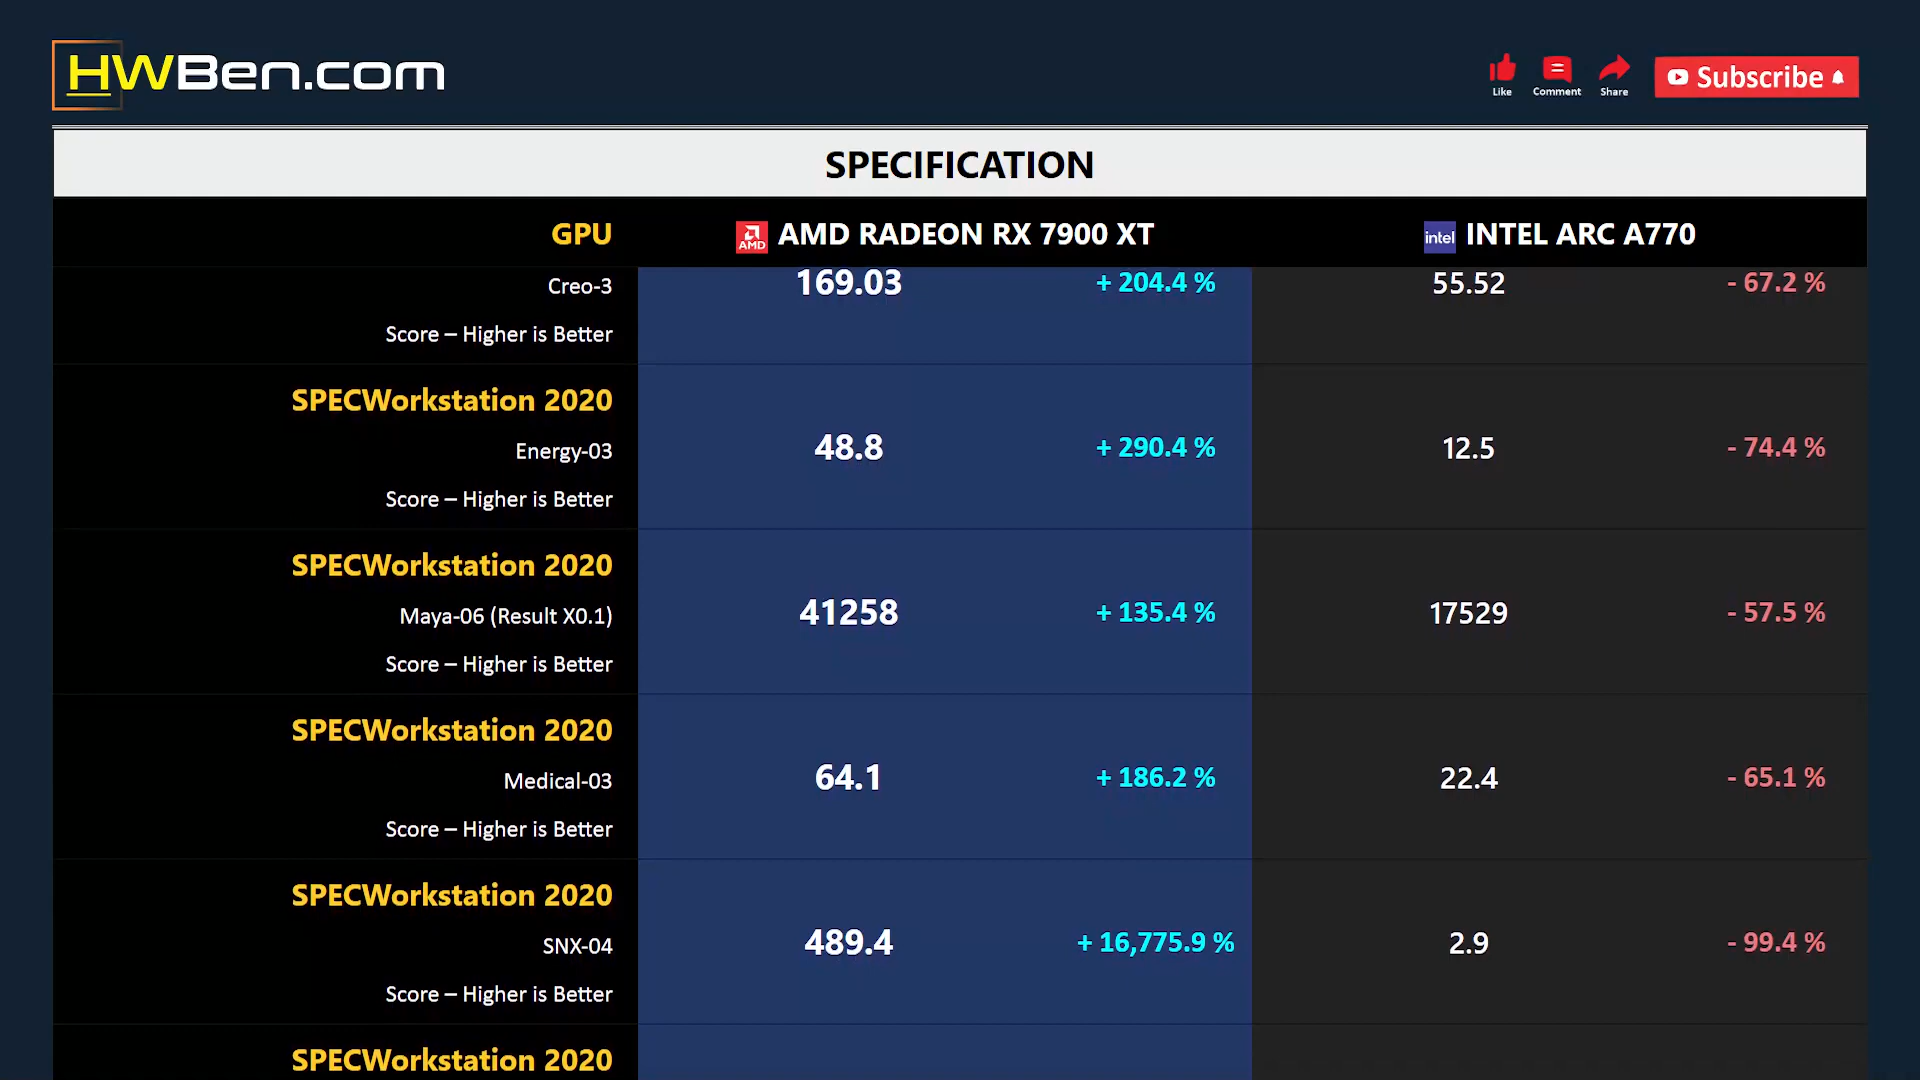 HWBen.com
Like
Comment
Share
Subscribe
SPECIFICATION
GPU AMD AMD RADEON RX 7900 XT intel INTEL ARC A770
Creo-3 169.03 + 204.4 % 55.52 - 67.2 %
Score – Higher is Better
SPECWorkstation 2020
Energy-03 48.8 + 290.4 % 12.5 - 74.4 %
Score – Higher is Better
SPECWorkstation 2020
Maya-06 (Result X0.1) 41258 + 135.4 % 17529 - 57.5 %
Score – Higher is Better
SPECWorkstation 2020
Medical-03 64.1 + 186.2 % 22.4 - 65.1 %
Score – Higher is Better
SPECWorkstation 2020
SNX-04 489.4 + 16,775.9 % 2.9 - 99.4 %
Score – Higher is Better
SPECWorkstation 2020